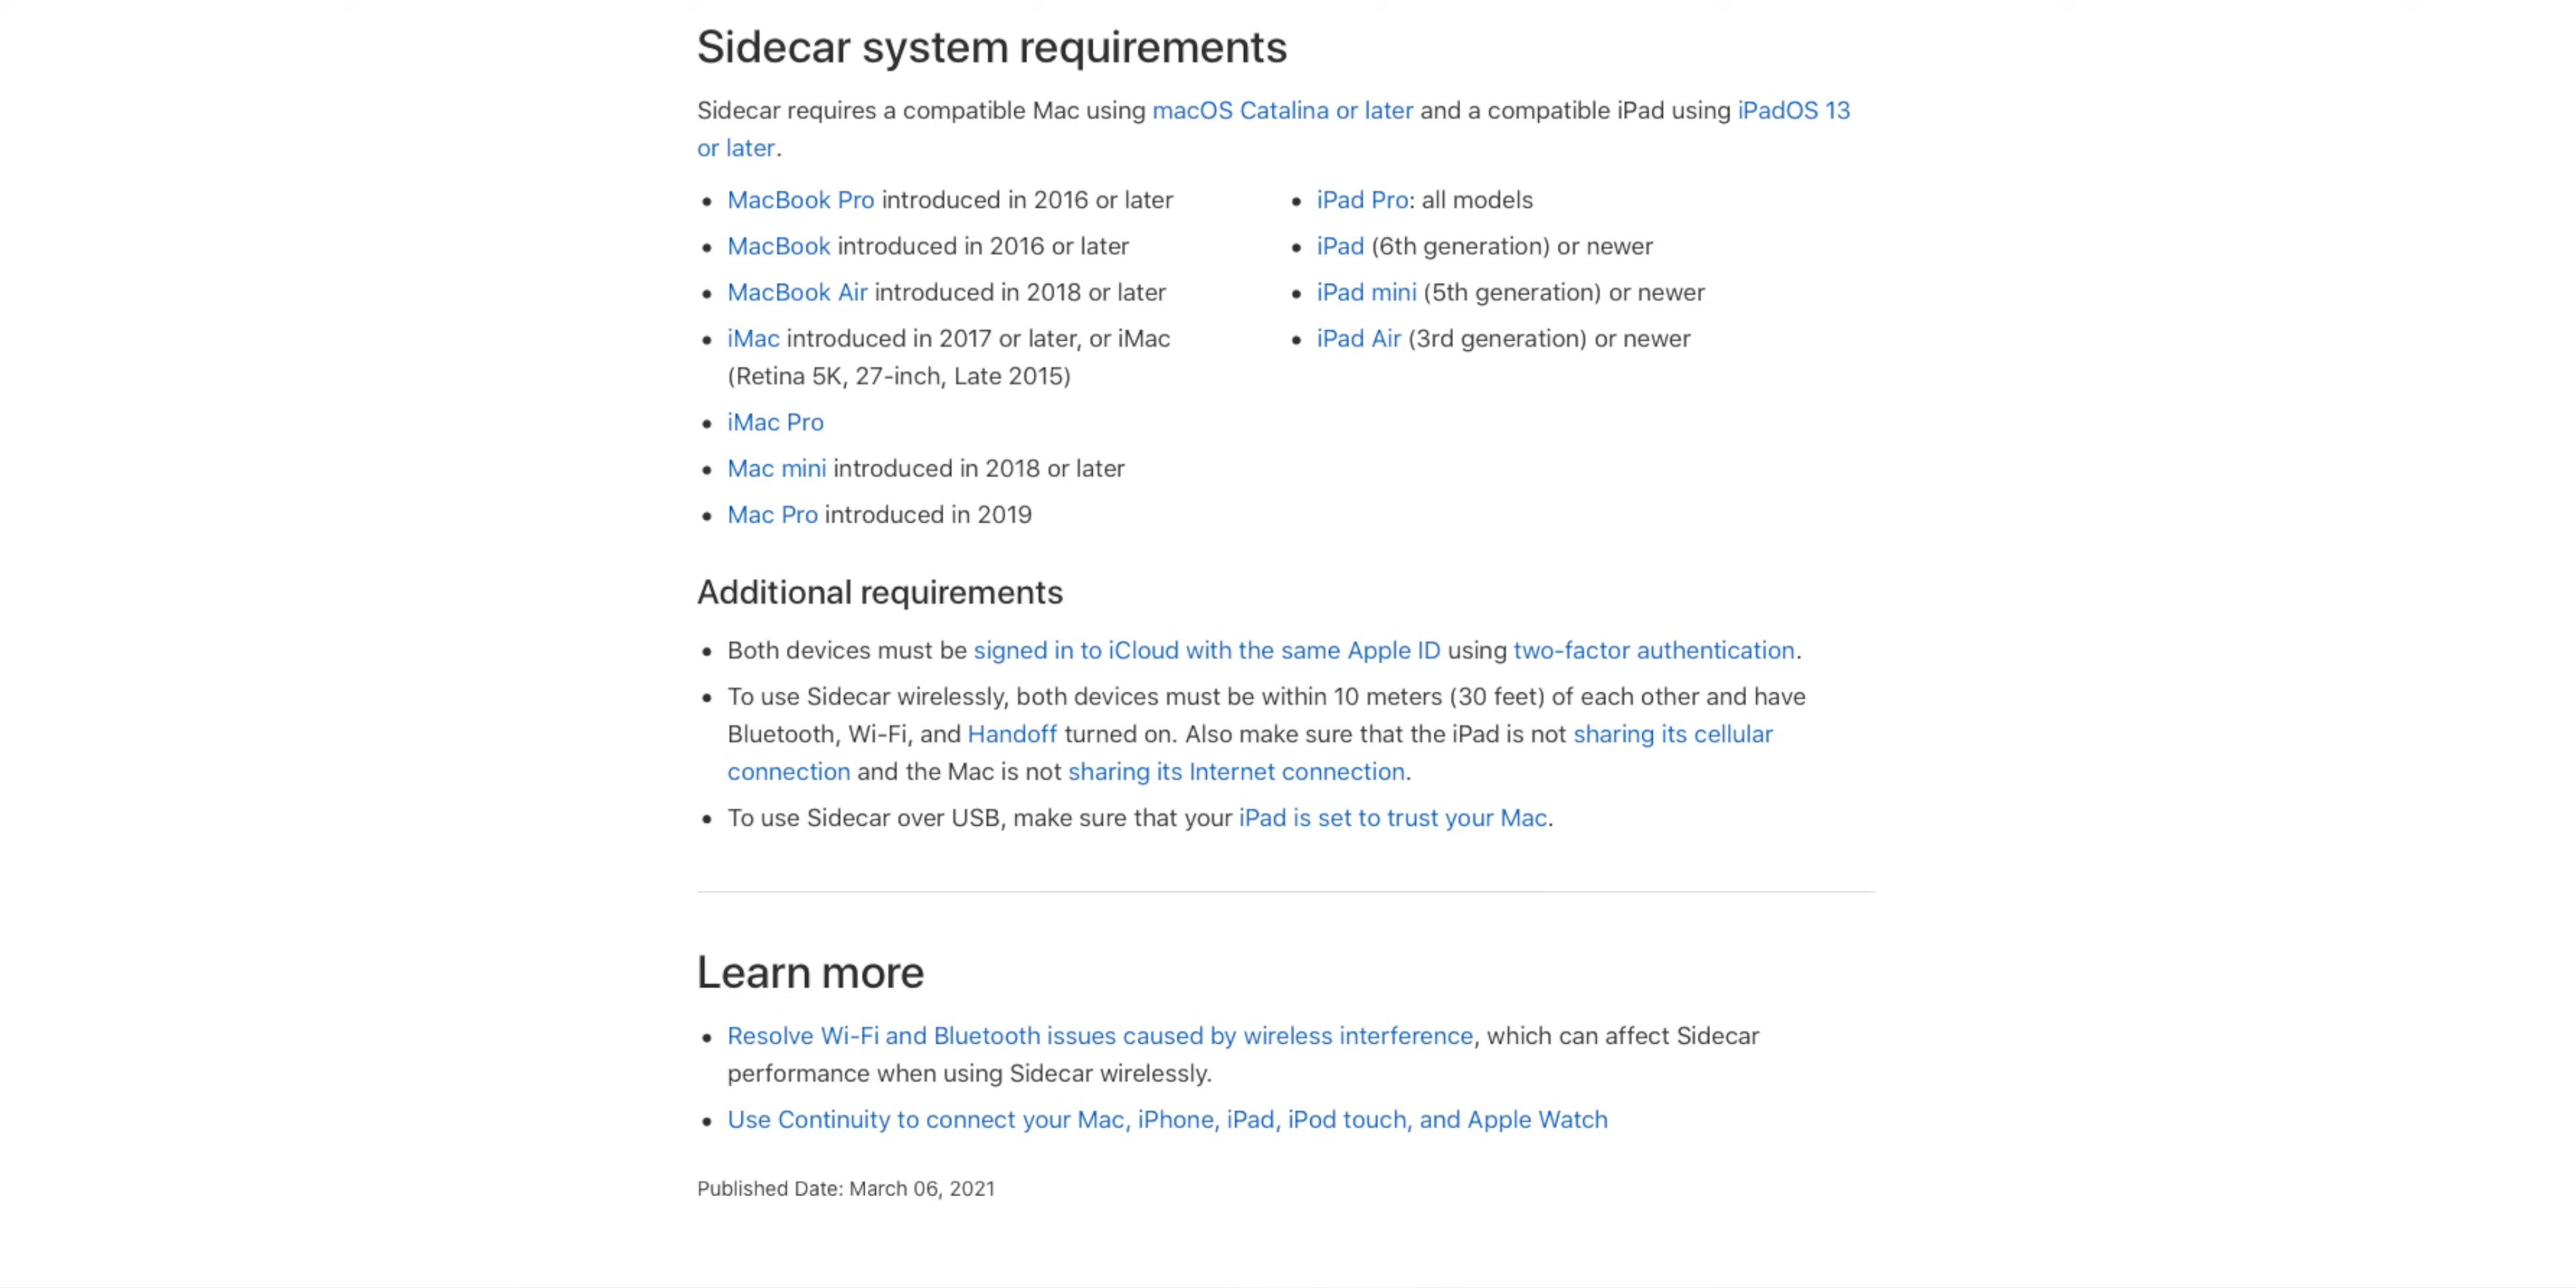 Sidecar system requirements
Sidecar requires a compatible Mac using macOS Catalina or later and a compatible iPad using iPadOS 13
or later.
• MacBook Pro introduced in 2016 or later
• MacBook introduced in 2016 or later
• MacBook Air introduced in 2018 or later
• iMac introduced in 2017 or later, or iMac
(Retina 5K, 27-inch, Late 2015)
• iMac Pro
• Mac mini introduced in 2018 or later
• Mac Pro introduced in 2019
• iPad Pro: all models
• iPad (6th generation) or newer
• iPad mini (5th generation) or newer
• iPad Air (3rd generation) or newer
Additional requirements
• Both devices must be signed in to iCloud with the same Apple ID using two-factor authentication.
• To use Sidecar wirelessly, both devices must be within 10 meters (30 feet) of each other and have
Bluetooth, Wi-Fi, and Handoff turned on. Also make sure that the iPad is not sharing its cellular
connection and the Mac is not sharing its Internet connection.
• To use Sidecar over USB, make sure that your iPad is set to trust your Mac.
Learn more
• Resolve Wi-Fi and Bluetooth issues caused by wireless interference, which can affect Sidecar
performance when using Sidecar wirelessly.
• Use Continuity to connect your Mac, iPhone, iPad, iPod touch, and Apple Watch
Published Date: March 06, 2021